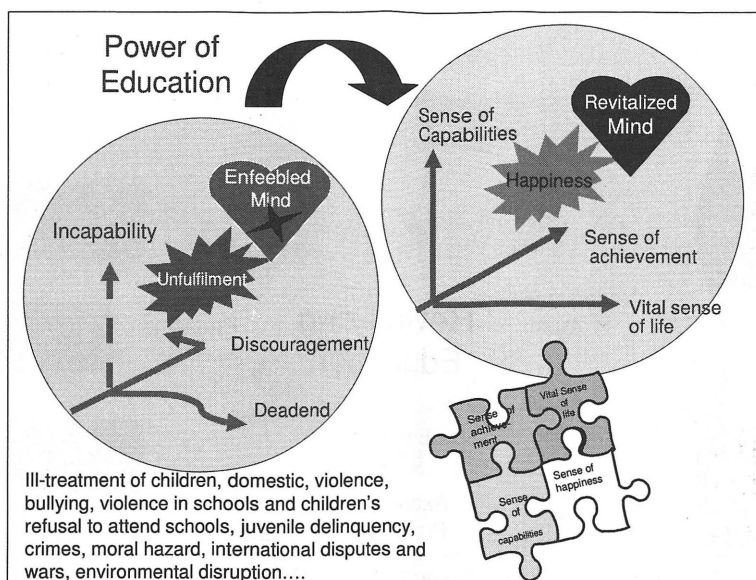 Power of
Education
Enfeebled
Mind
Incapability
Unfulfilment
Discouragement
Deadend
Sense of
Capabilities
Revitalized
Mind
Happiness
Sense of
achievement
Vital sense
of life
Sense of
achieve-
ment
Vital Sense
of
life
Sense of
happiness
Sense
of
capabilities
Ill-treatment of children, domestic, violence,
bullying, violence in schools and children's
refusal to attend schools, juvenile delinquency,
crimes, moral hazard, international disputes and
wars, environmental disruption....